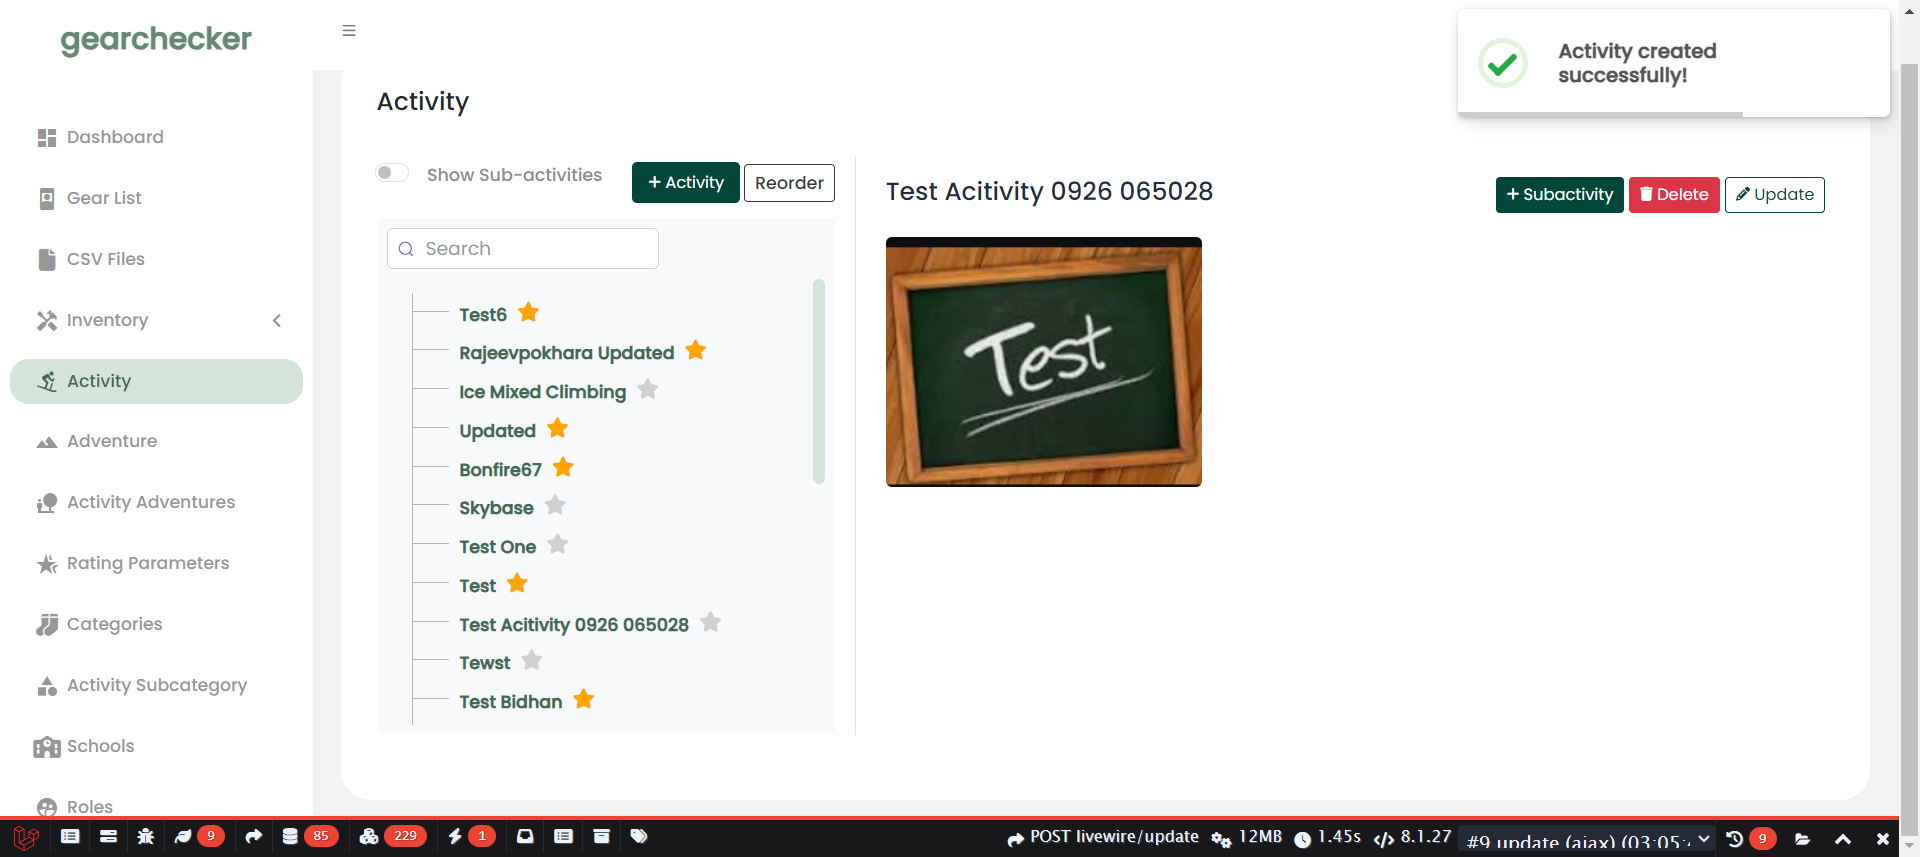 gearchecker
Activity created
successfully!
Dashboard
Gear List
CSV Files
Inventory
Activity
Adventure
Activity Adventures
Rating Parameters
Categories
Activity Subcategory
Schools
Roles
Activity
Show Sub-activities
+ Activity
Reorder
Search
Test6
Rajeevpokhara Updated
Ice Mixed Climbing
Updated
Bonfire67
Skybase
Test One
Test
Test Acitivity 0926 065028
Tewst
Test Bidhan
Test Acitivity 0926 065028
+ Subactivity
Delete
Update
Test
9
85
229
1
POST livewire/update
12MB
1.45s
8.1.27
#9 update (ajax) (03:05:
9